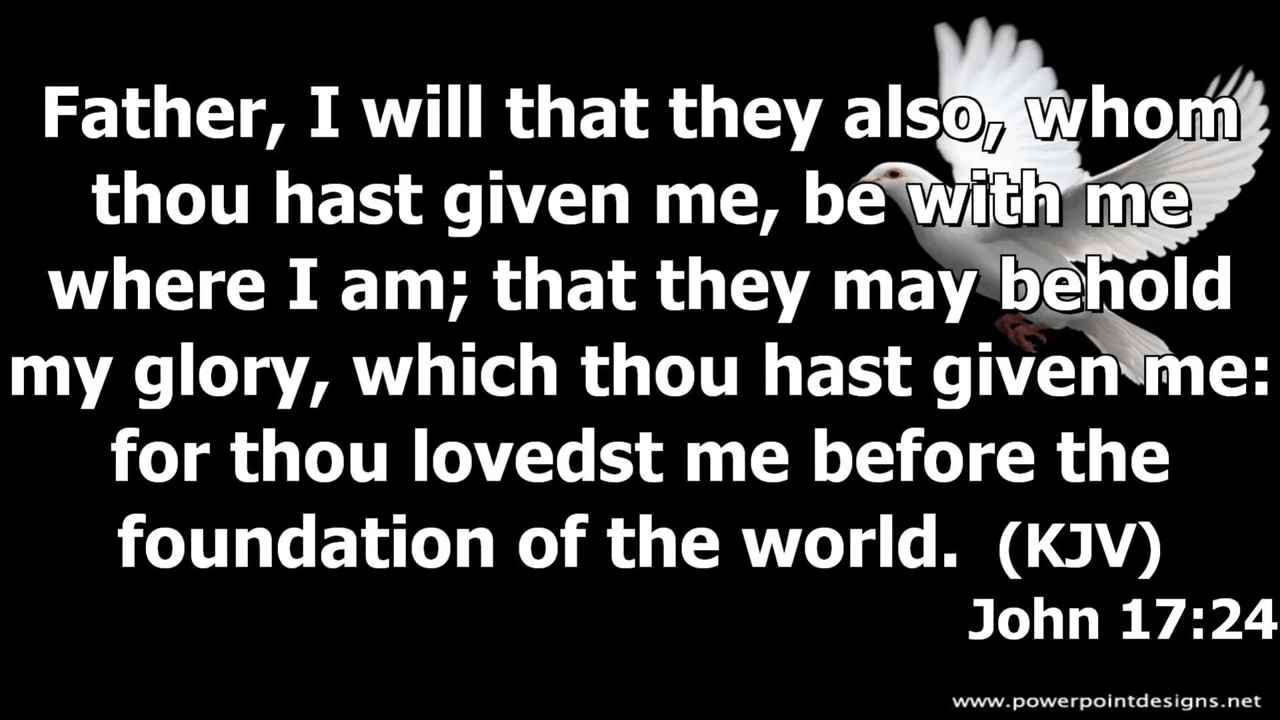 Father, I will that they also, whom
thou hast given me, be with me
where I am; that they may behold
my glory, which thou hast given me:
for thou lovedst me before the
foundation of the world. (KJV)
John 17:24
www.powerpointdesigns.net